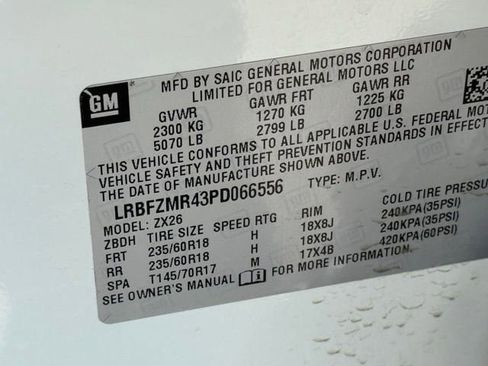 GM
MFD BY SAIC GENERAL MOTORS CORPORATION
LIMITED FOR GENERAL MOTORS LLC
GVWR GAWR FRT GAWR RR
2300 KG 1270 KG 1225 KG
5070 LB 2799 LB 2700 LB
THIS VEHICLE CONFORMS TO ALL APPLICABLE U.S. FEDERAL MOT
VEHICLE SAFETY AND THEFT PREVENTION STANDARDS IN EFFECT
THE DATE OF MANUFACTURE SHOWN ABOVE.
LRBFZMR43PD066556 TYPE: M.P.V.
MODEL: ZX26 COLD TIRE PRESSU
ZBDH TIRE SIZE SPEED RTG RIM 240KPA(35PSI)
FRT 235/60R18 H 18X8J 240KPA(35PSI)
RR 235/60R18 H 18X8J 420KPA(60PSI)
SPA T145/70R17 M 17X4B
SEE OWNER'S MANUAL FOR MORE INFORMATION.